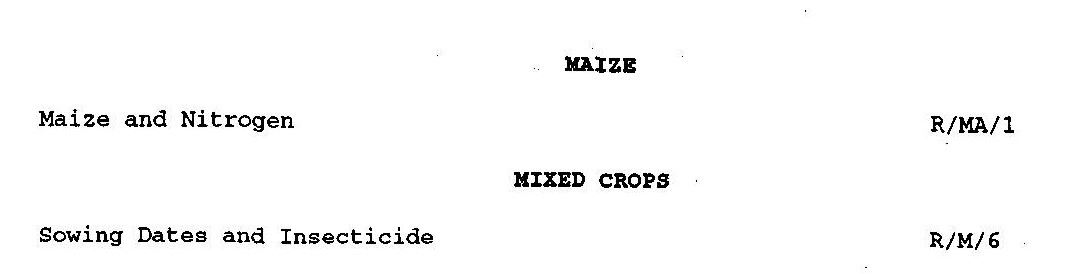 MAIZE
Maize and Nitrogen R/MA/1
MIXED CROPS
Sowing Dates and Insecticide R/M/6